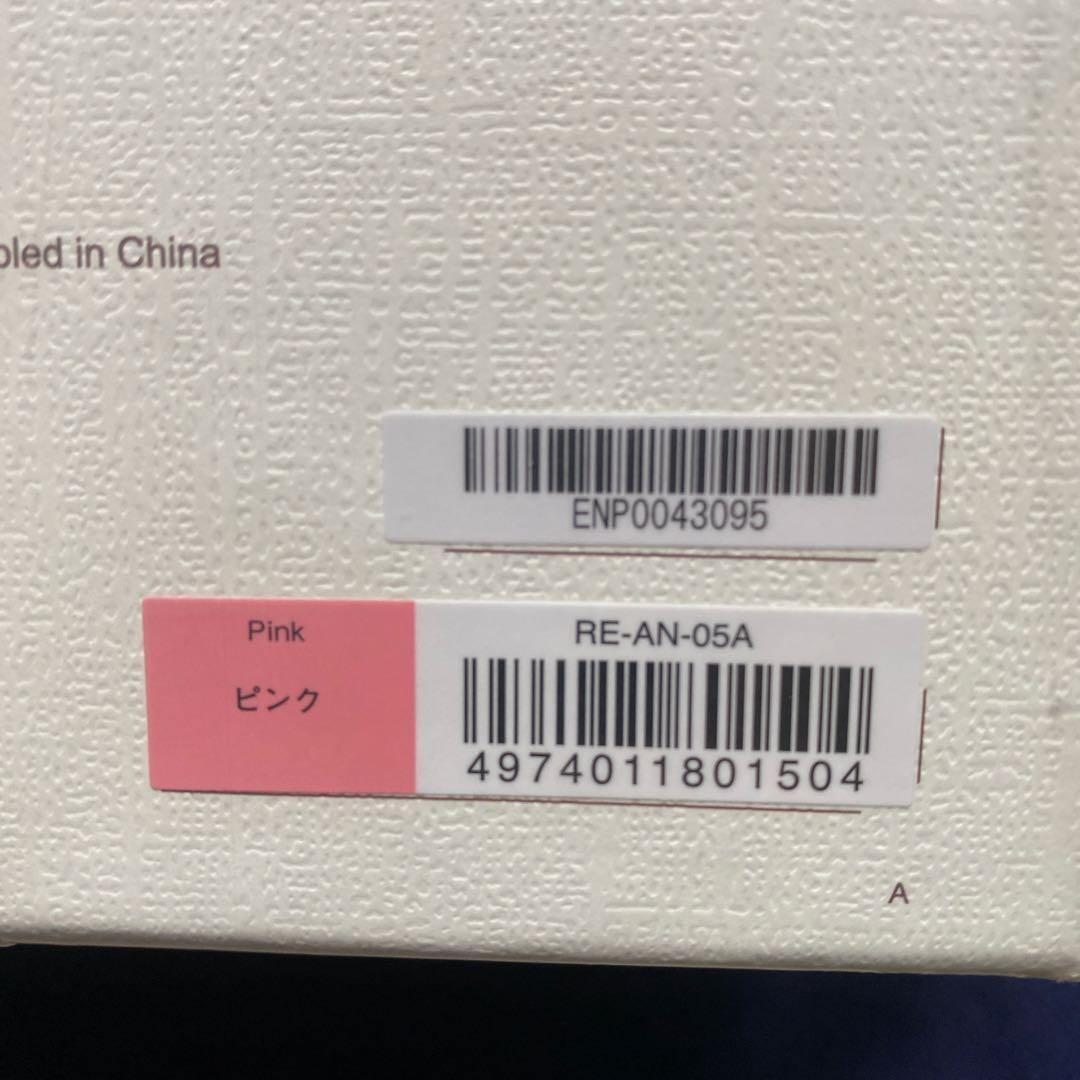 bled in China
ENP0043095
Pink
ピンク
RE-AN-05A
4974011801504
A